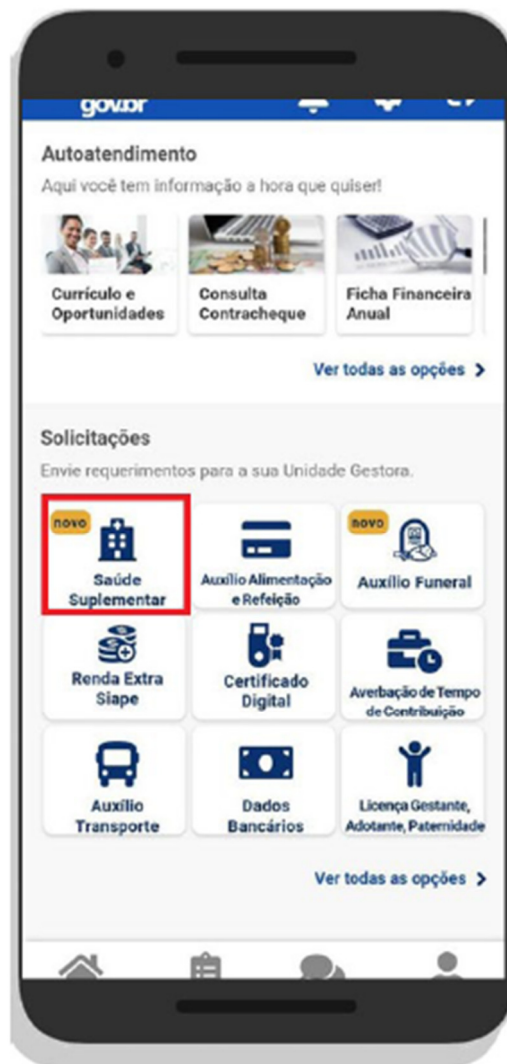 gov.br
Autoatendimento
Aqui você tem informação a hora que quiser!
Currículo e
Oportunidades
Consulta
Contracheque
Ficha Financeira
Anual
Ver todas as opções
Solicitações
Envie requerimentos para a sua Unidade Gestora.
novo
Saúde
Suplementar
Auxílio Alimentação
e Refeição
novo
Auxílio Funeral
Renda Extra
Siape
Certificado
Digital
Averbação de Tempo
de Contribuição
Auxílio
Transporte
Dados
Bancários
Licença Gestante,
Adotante, Paternidade
Ver todas as opções